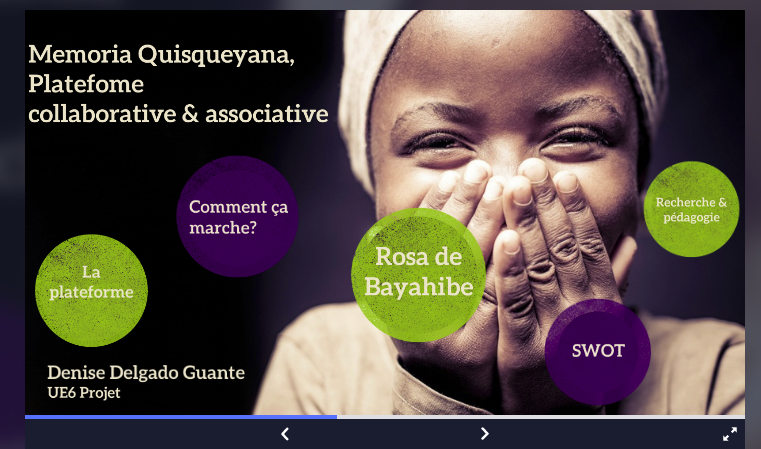 Memoria Quisqueyana,
Platefome
collaborative & associative
Comment ça
marche?
La
plateforme
Rosa de
Bayahibe
Recherche &
pédagogie
SWOT
Denise Delgado Guante
UE6 Projet